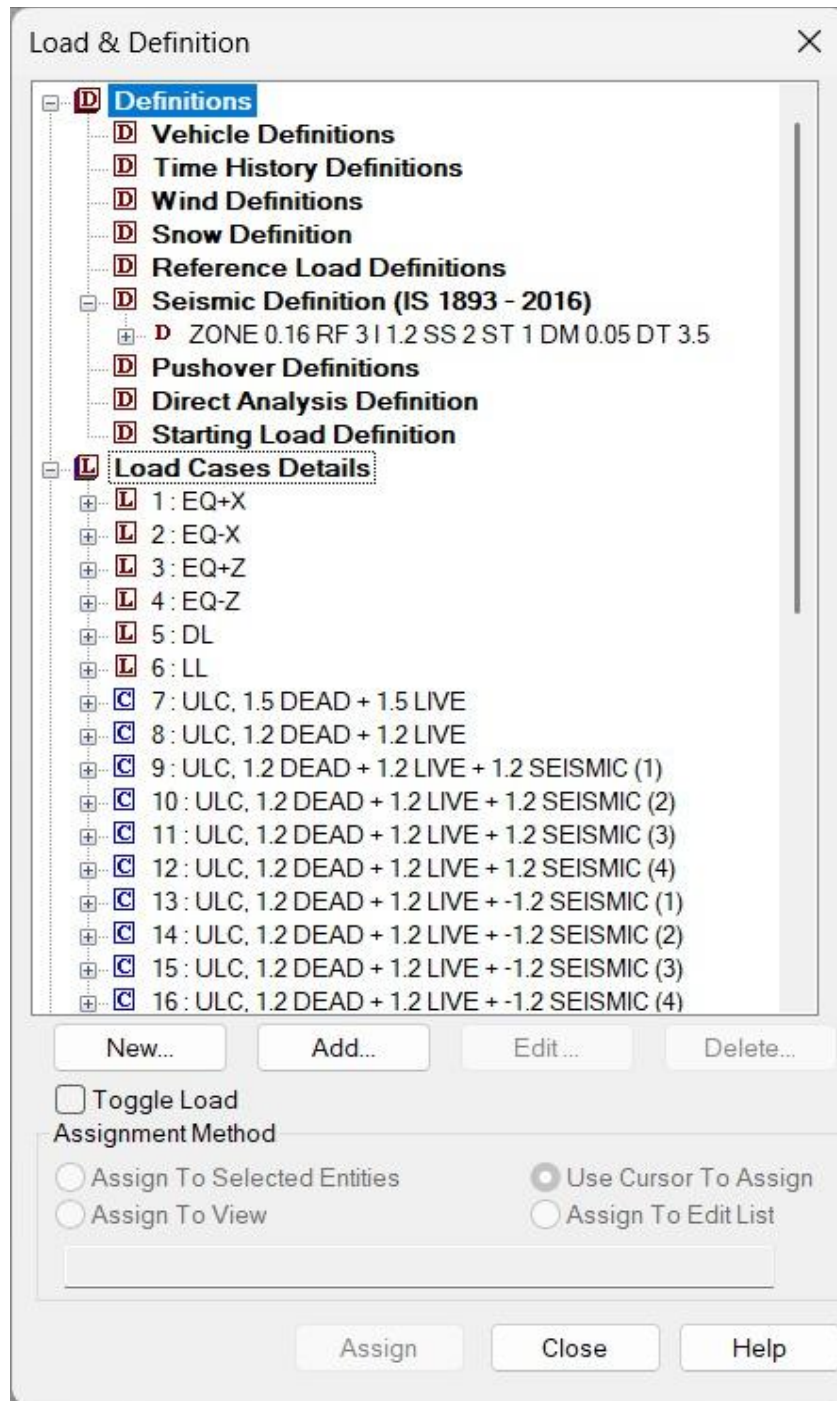 Load & Definition
Definitions
Vehicle Definitions
Time History Definitions
Wind Definitions
Snow Definition
Reference Load Definitions
Seismic Definition (IS 1893 - 2016)
ZONE 0.16 RF 3 I 1.2 SS 2 ST 1 DM 0.05 DT 3.5
Pushover Definitions
Direct Analysis Definition
Starting Load Definition
Load Cases Details
1 : EQ+X
2 : EQ-X
3 : EQ+Z
4 : EQ-Z
5 : DL
6 : LL
7 : ULC, 1.5 DEAD + 1.5 LIVE
8 : ULC, 1.2 DEAD + 1.2 LIVE
9 : ULC, 1.2 DEAD + 1.2 LIVE + 1.2 SEISMIC (1)
10 : ULC, 1.2 DEAD + 1.2 LIVE + 1.2 SEISMIC (2)
11 : ULC, 1.2 DEAD + 1.2 LIVE + 1.2 SEISMIC (3)
12 : ULC, 1.2 DEAD + 1.2 LIVE + 1.2 SEISMIC (4)
13 : ULC, 1.2 DEAD + 1.2 LIVE + -1.2 SEISMIC (1)
14 : ULC, 1.2 DEAD + 1.2 LIVE + -1.2 SEISMIC (2)
15 : ULC, 1.2 DEAD + 1.2 LIVE + -1.2 SEISMIC (3)
16 : ULC, 1.2 DEAD + 1.2 LIVE + -1.2 SEISMIC (4)
New... Add... Edit ... Delete...
Toggle Load
Assignment Method
Assign To Selected Entities Use Cursor To Assign
Assign To View Assign To Edit List
Assign Close Help